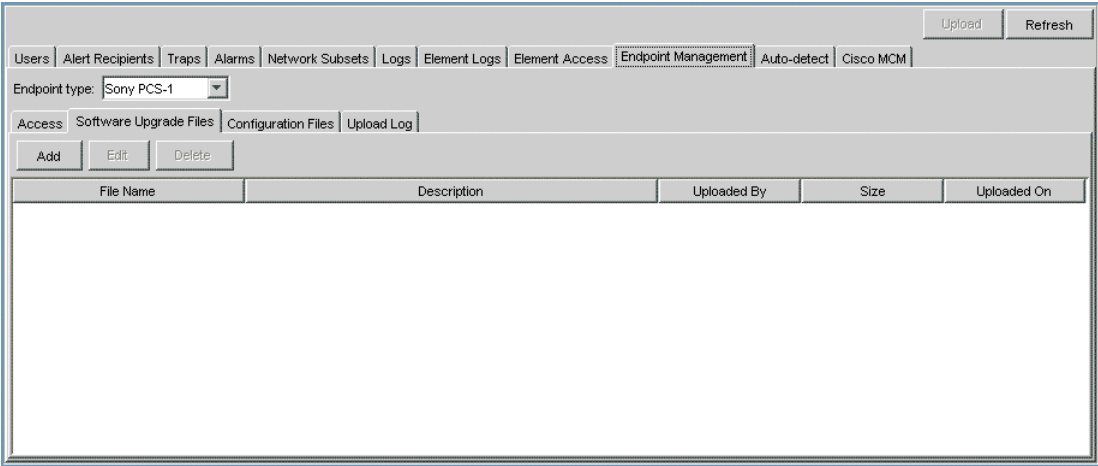 Upload Refresh
Users Alert Recipients Traps Alarms Network Subsets Logs Element Logs Element Access Endpoint Management Auto-detect Cisco MCM
Endpoint type: Sony PCS-1
Access Software Upgrade Files Configuration Files Upload Log
Add Edit Delete
File Name Description Uploaded By Size Uploaded On